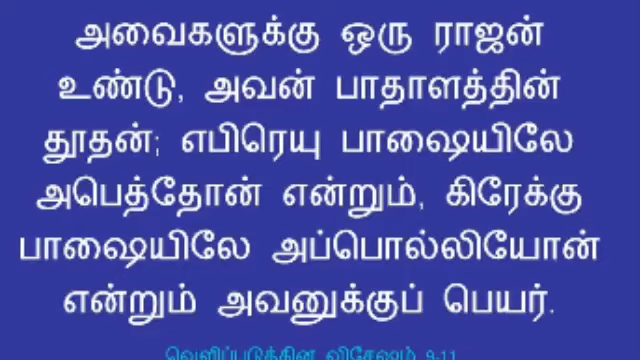 அவைகளுக்கு ஒரு ராஜன்
உண்டு, அவன் பாதாளத்தின்
தூதன்; எபிரெயு பாஷையிலே
அபெத்தோன் என்றும், கிரேக்கு
பாஷையிலே அப்பொல்லியோன்
என்றும் அவனுக்குப் பெயர்.
வெளிப்படுத்தின விசேஷம் 9-11